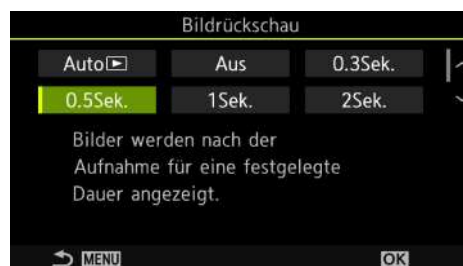 Bildrückschau
Auto▶ Aus 0.3Sek.
0.5Sek. 1Sek. 2Sek.
Bilder werden nach der
Aufnahme für eine festgelegte
Dauer angezeigt.
MENU OK